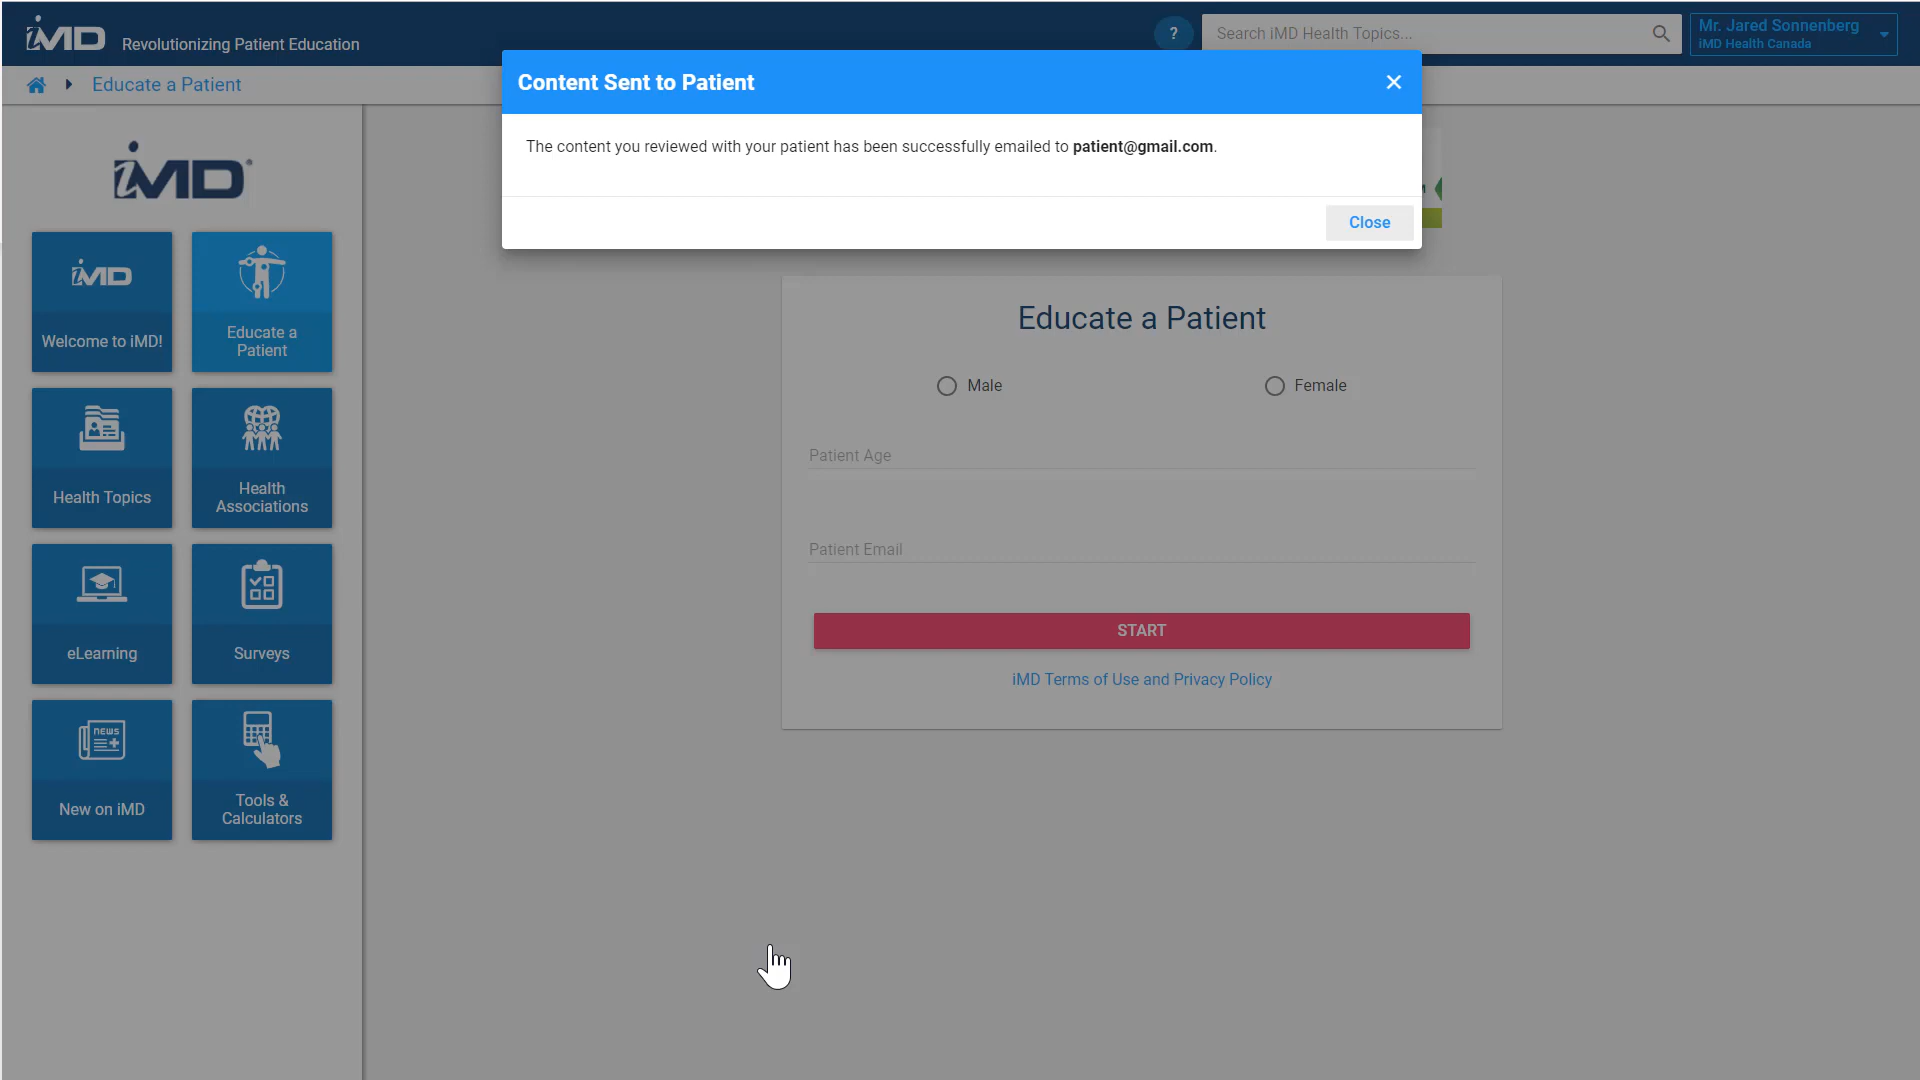 iMD Revolutionizing Patient Education
?
Search iMD Health Topics...
Mr. Jared Sonnenberg
iMD Health Canada
Educate a Patient
Content Sent to Patient
The content you reviewed with your patient has been successfully emailed to patient@gmail.com.
Close
iMD
iMD
Welcome to iMD!
Educate a
Patient
Health Topics
Health
Associations
eLearning
Surveys
NEWS
New on iMD
Tools &
Calculators
Educate a Patient
Male
Female
Patient Age
Patient Email
START
iMD Terms of Use and Privacy Policy